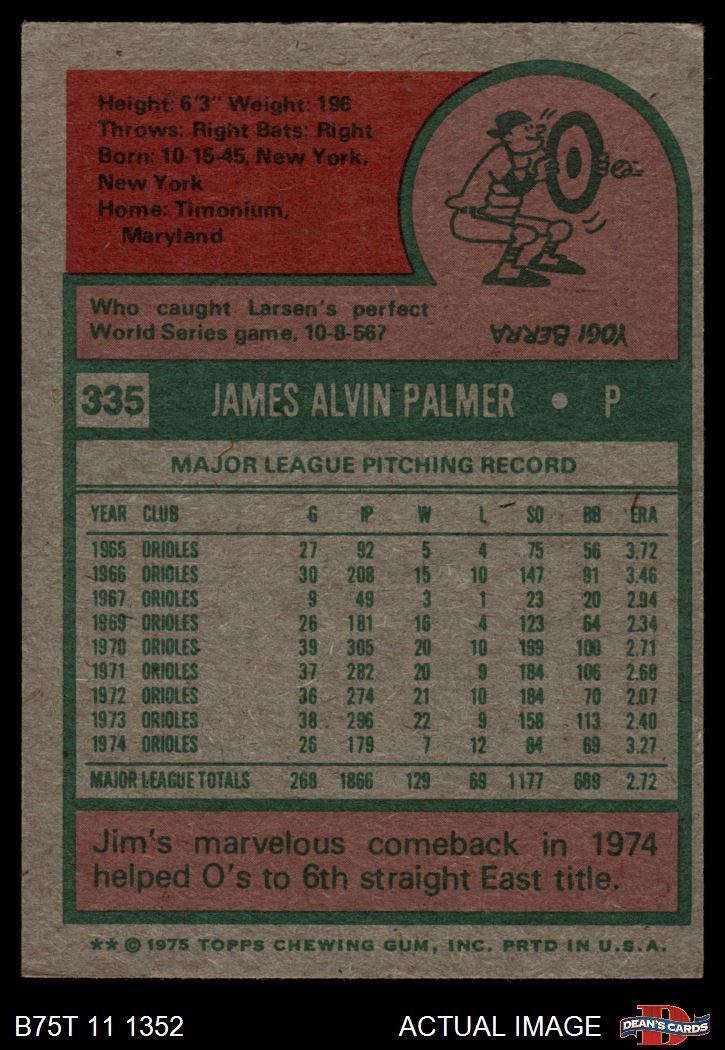 Height: 6'3" Weight: 196
Throws: Right Bats: Right
Born: 10-15-45, New York,
New York
Home: Timonium,
Maryland
Who caught Larsen's perfect
World Series game, 10-8-56?
YOGI BERRA
335 JAMES ALVIN PALMER • P
MAJOR LEAGUE PITCHING RECORD
YEAR CLUB G IP W L SO BB ERA
1965 ORIOLES 27 92 5 4 75 56 3.72
1966 ORIOLES 30 208 15 10 147 91 3.46
1967 ORIOLES 9 49 3 1 23 20 2.94
1969 ORIOLES 26 181 16 4 123 64 2.34
1970 ORIOLES 39 305 20 10 199 100 2.71
1971 ORIOLES 37 282 20 9 184 106 2.68
1972 ORIOLES 36 274 21 10 184 70 2.07
1973 ORIOLES 38 296 22 9 158 113 2.40
1974 ORIOLES 26 179 7 12 84 69 3.27
MAJOR LEAGUE TOTALS 268 1866 129 69 1177 689 2.72
Jim's marvelous comeback in 1974
helped O's to 6th straight East title.
** © 1975 TOPPS CHEWING GUM, INC. PRTD IN U.S.A.
B75T 11 1352 ACTUAL IMAGE D DEAN'S CARDS